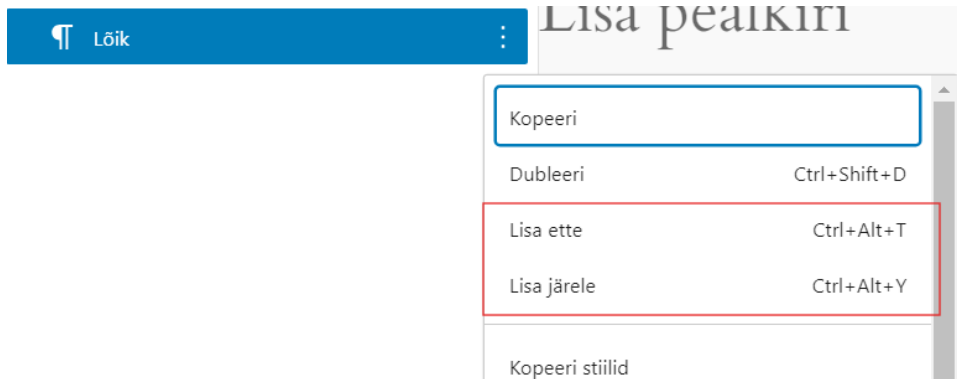 Lõik
Lisa pealkiri
Kopeeri
Dubleeri Ctrl+Shift+D
Lisa ette Ctrl+Alt+T
Lisa järele Ctrl+Alt+Y
Kopeeri stiilid